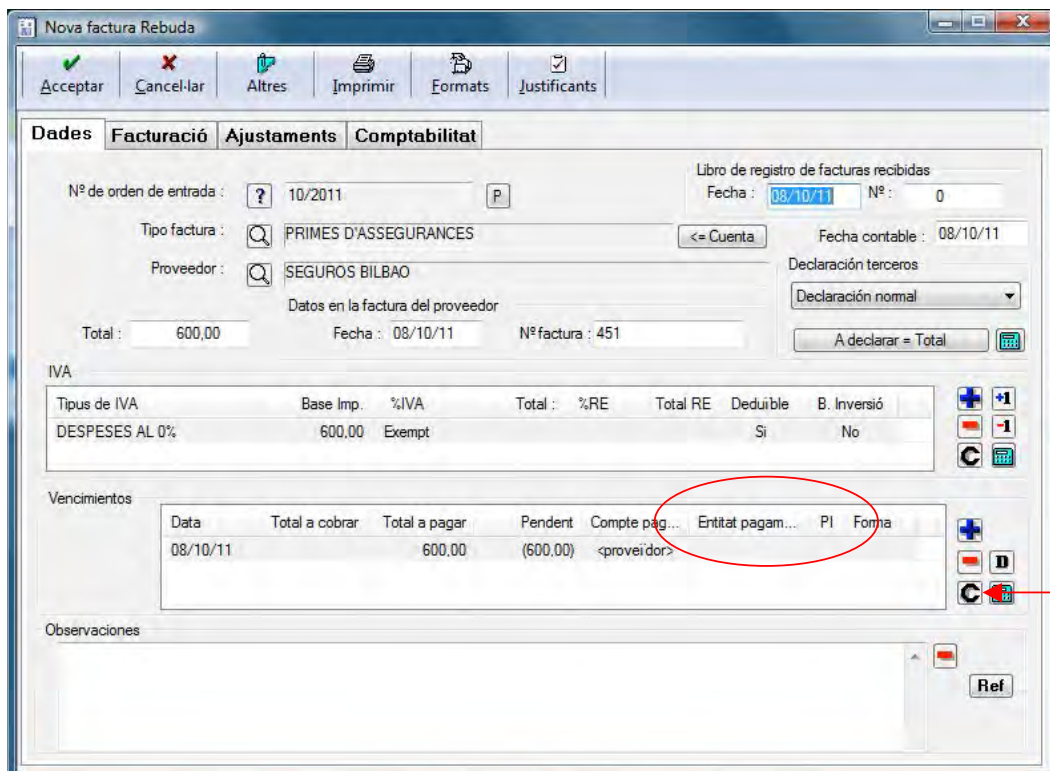 Nova factura Rebuda
Acceptar Cancel·lar Altres Imprimir Formats Justificants
Dades Facturació Ajustaments Comptabilitat
Libro de registro de facturas recibidas
Nº de orden de entrada : ? 10/2011 P Fecha : 08/10/11 Nº : 0
Tipo factura : PRIMES D'ASSEGURANCES <= Cuenta Fecha contable : 08/10/11
Proveedor : SEGUROS BILBAO Declaración terceros
Datos en la factura del proveedor Declaración normal
Total : 600,00 Fecha : 08/10/11 Nº factura : 451 A declarar = Total
IVA
Tipus de IVA Base Imp. %IVA Total : %RE Total RE Deduïble B. Inversió +1
DESPESES AL 0% 600,00 Exempt Si No -1
C
Vencimientos
Data Total a cobrar Total a pagar Pendent Compte pag... Entitat pagam... PI Forma
08/10/11 600,00 (600,00) <proveïdor> D
C
Observaciones
Ref